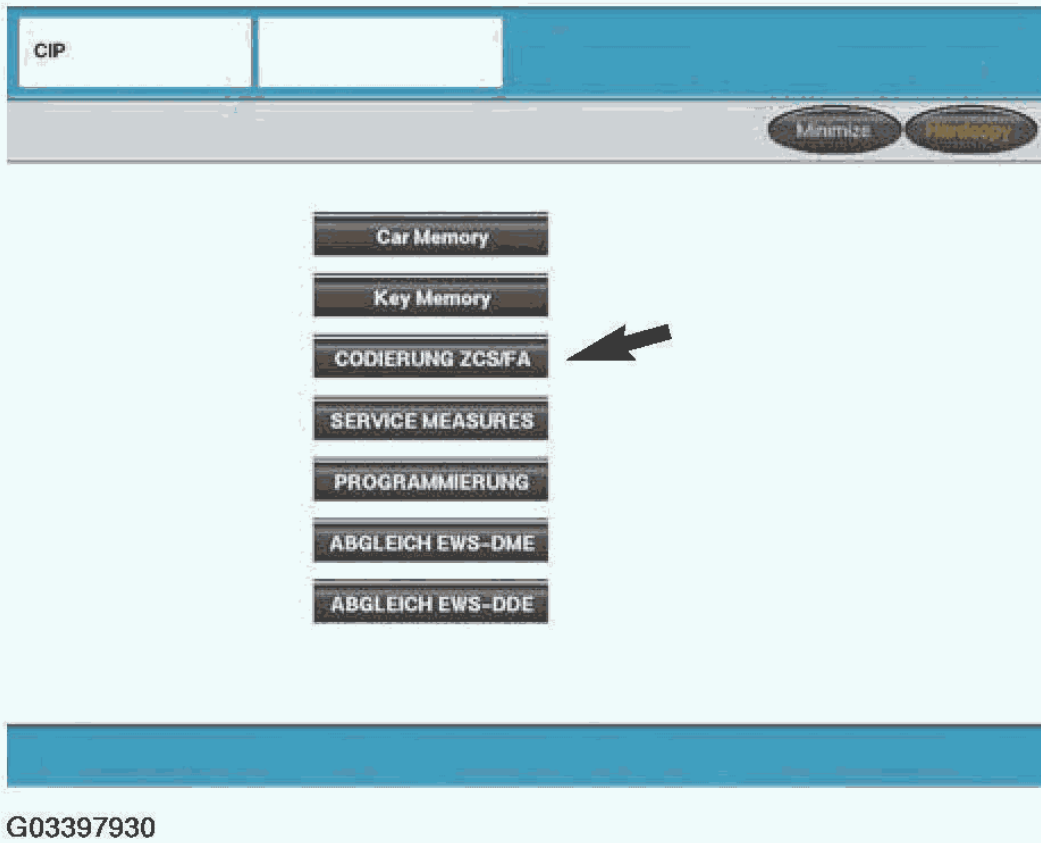 CIP
Minimize
Hardcopy
Car Memory
Key Memory
CODIERUNG ZCS/FA
SERVICE MEASURES
PROGRAMMIERUNG
ABGLEICH EWS-DME
ABGLEICH EWS-DDE
G03397930